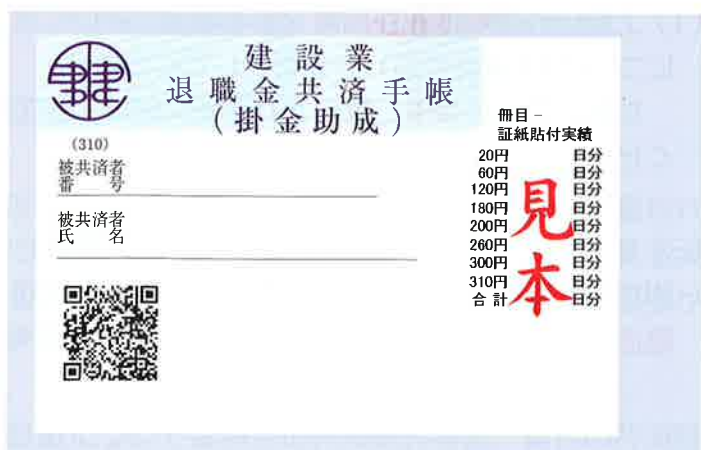 建設業
退職金共済手帳
(掛金助成)
(310)
被共済者
番号
被共済者
氏名
冊目-
証紙貼付実績
20円 日分
60円 日分
120円 日分
180円 日分
200円 日分
260円 日分
300円 日分
310円 日分
合計 日分
見本